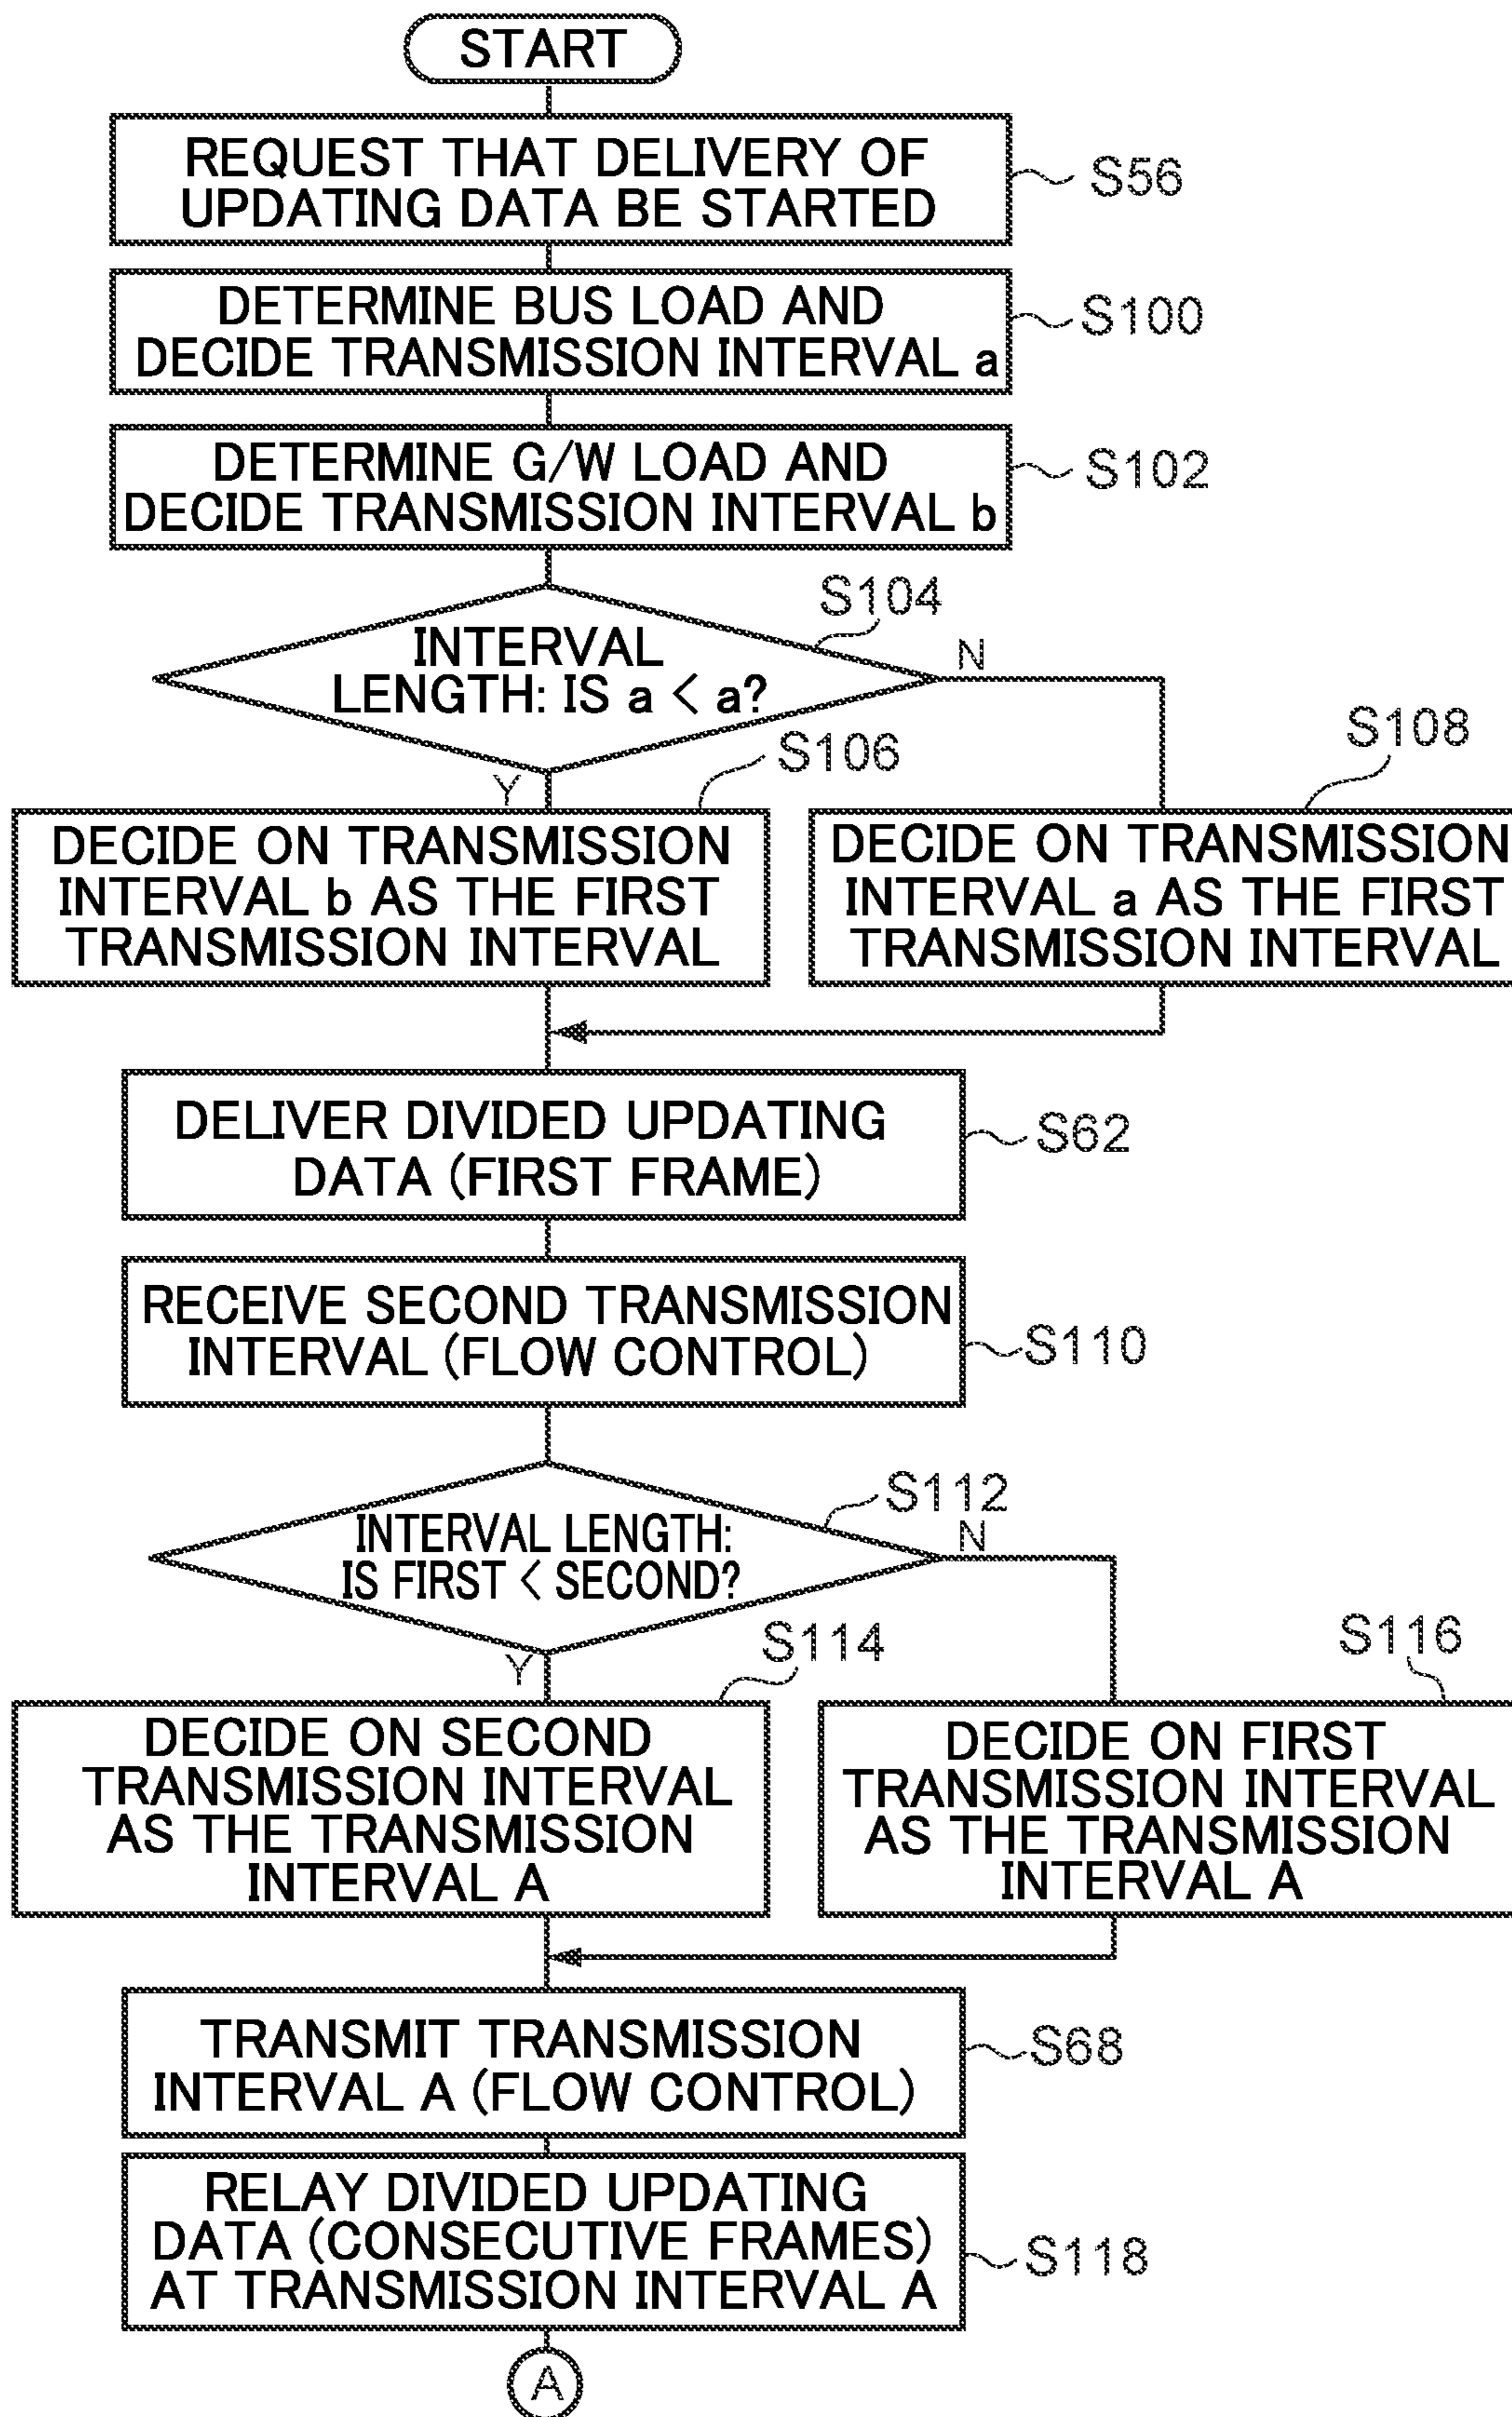 START
REQUEST THAT DELIVERY OF
UPDATING DATA BE STARTED
S56
DETERMINE BUS LOAD AND
DECIDE TRANSMISSION INTERVAL a
S100
DETERMINE G/W LOAD AND
DECIDE TRANSMISSION INTERVAL b
S102
S104
INTERVAL
LENGTH: IS a < a?
N
Y
S106
S108
DECIDE ON TRANSMISSION
INTERVAL b AS THE FIRST
TRANSMISSION INTERVAL
DECIDE ON TRANSMISSION
INTERVAL a AS THE FIRST
TRANSMISSION INTERVAL
DELIVER DIVIDED UPDATING
DATA (FIRST FRAME)
S62
RECEIVE SECOND TRANSMISSION
INTERVAL (FLOW CONTROL)
S110
S112
INTERVAL LENGTH:
IS FIRST < SECOND?
N
Y
S114
S116
DECIDE ON SECOND
TRANSMISSION INTERVAL
AS THE TRANSMISSION
INTERVAL A
DECIDE ON FIRST
TRANSMISSION INTERVAL
AS THE TRANSMISSION
INTERVAL A
TRANSMIT TRANSMISSION
INTERVAL A (FLOW CONTROL)
S68
RELAY DIVIDED UPDATING
DATA (CONSECUTIVE FRAMES)
AT TRANSMISSION INTERVAL A
S118
A